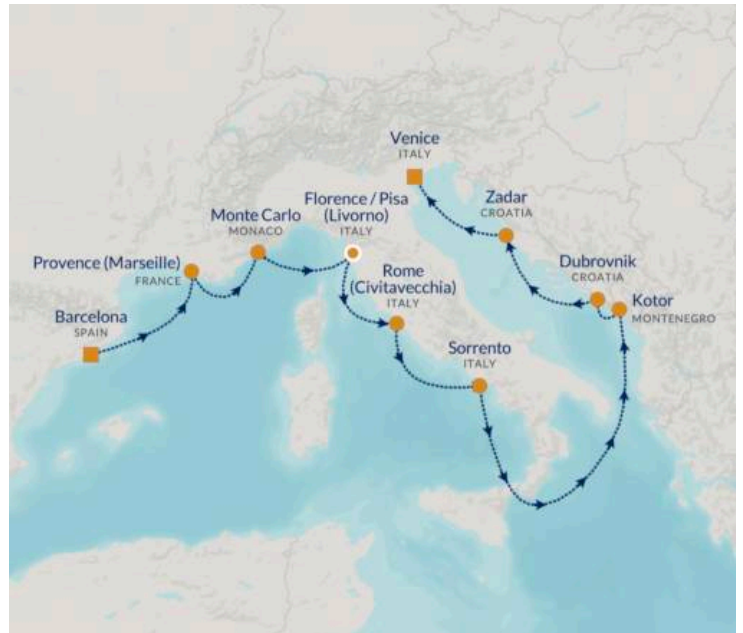 Venice
ITALY
Florence / Pisa
(Livorno)
ITALY
Zadar
CROATIA
Monte Carlo
MONACO
Provence (Marseille)
FRANCE
Rome
(Civitavecchia)
ITALY
Dubrovnik
CROATIA
Kotor
MONTENEGRO
Barcelona
SPAIN
Sorrento
ITALY